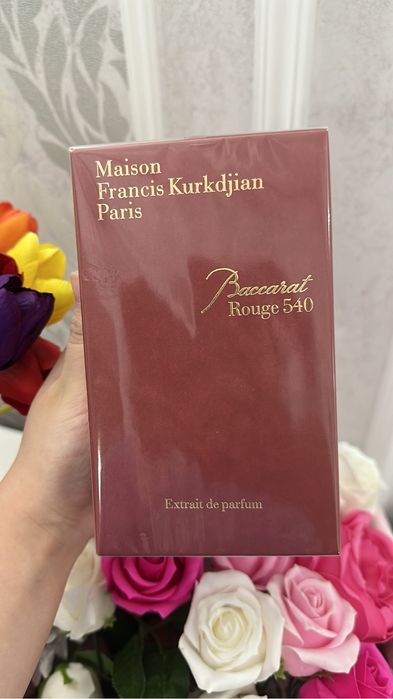 Maison
Francis Kurkdjian
Paris
Baccarat
Rouge 540
Extrait de parfum